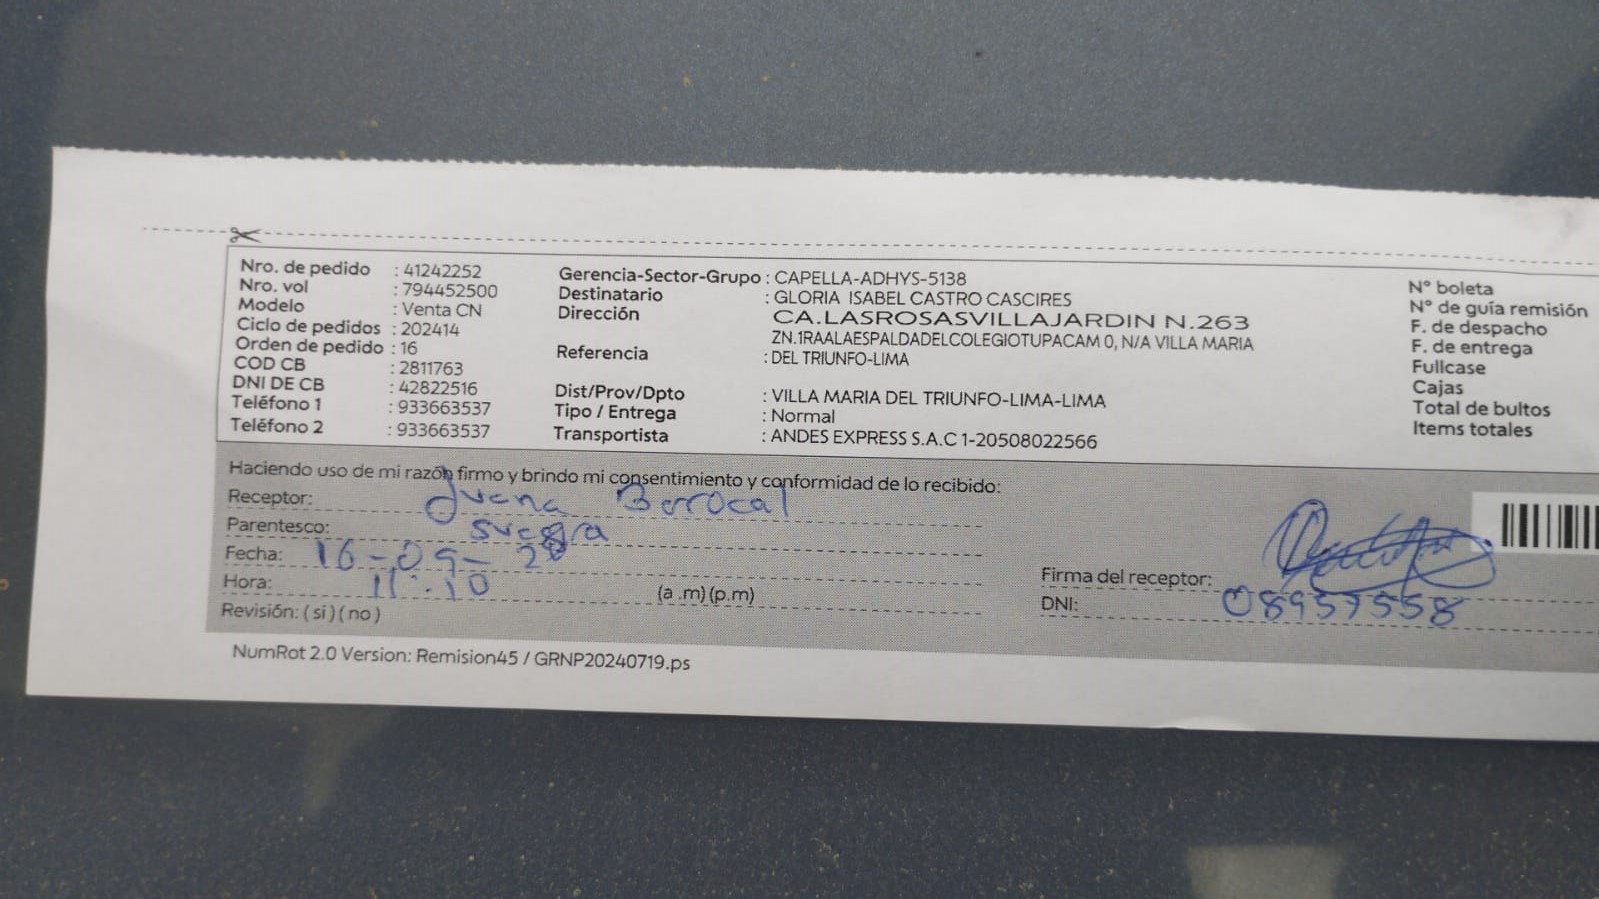 Nro. de pedido : 41242252
Nro. vol : 794452500
Modelo : Venta CN
Ciclo de pedidos : 202414
Orden de pedido : 16
COD CB : 2811763
DNI DE CB : 42822516
Teléfono 1 : 933663537
Teléfono 2 : 933663537
Gerencia-Sector-Grupo : CAPELLA-ADHYS-5138
Destinatario : GLORIA ISABEL CASTRO CASCIRES
Dirección CA.LASROSASVILLAJARDIN N.263
ZN.1RAALAESPALDADELCOLEGIOTUPACAM 0, N/A VILLA MARIA
Referencia : DEL TRIUNFO-LIMA
Dist/Prov/Dpto : VILLA MARIA DEL TRIUNFO-LIMA-LIMA
Tipo / Entrega : Normal
Transportista : ANDES EXPRESS S.A.C 1-20508022566
N° boleta
N° de guía remisión
F. de despacho
F. de entrega
Fullcase
Cajas
Total de bultos
Items totales
Haciendo uso de mi razón firmo y brindo mi consentimiento y conformidad de lo recibido:
Receptor: Juana Borrocal
Parentesco: suegra
Fecha: 16-09-
Hora: 11:10 (a .m) (p.m)
Revisión: ( si ) ( no )
Firma del receptor:
DNI: 08957558
NumRot 2.0 Version: Remision45 / GRNP20240719.ps